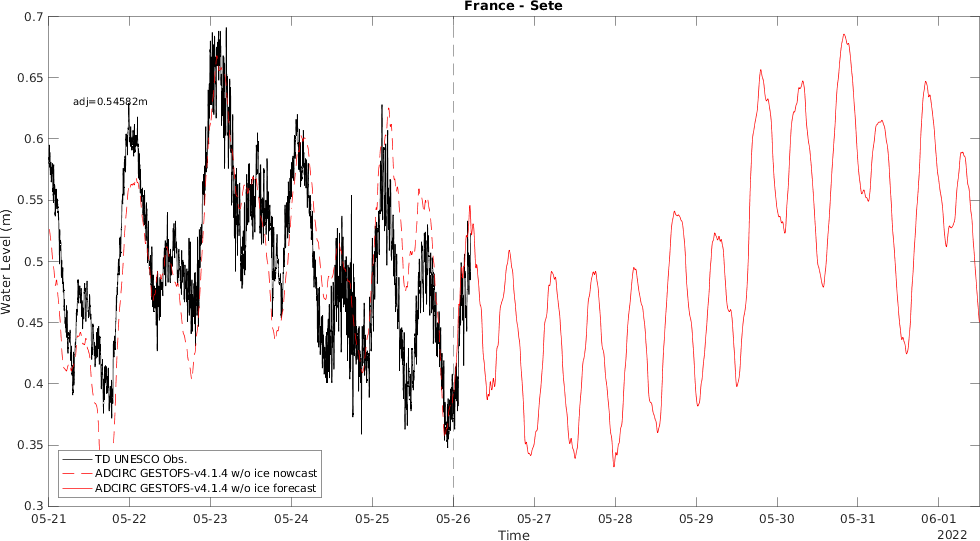 France - Sete
0.7
0.65
0.6
0.55
0.5
0.45
0.4
0.35
0.3
Water Level (m)
adj=0.54582m
TD UNESCO Obs.
ADCIRC GESTOFS-v4.1.4 w/o ice nowcast
ADCIRC GESTOFS-v4.1.4 w/o ice forecast
05-21 05-22 05-23 05-24 05-25 05-26 05-27 05-28 05-29 05-30 05-31 06-01
Time
2022